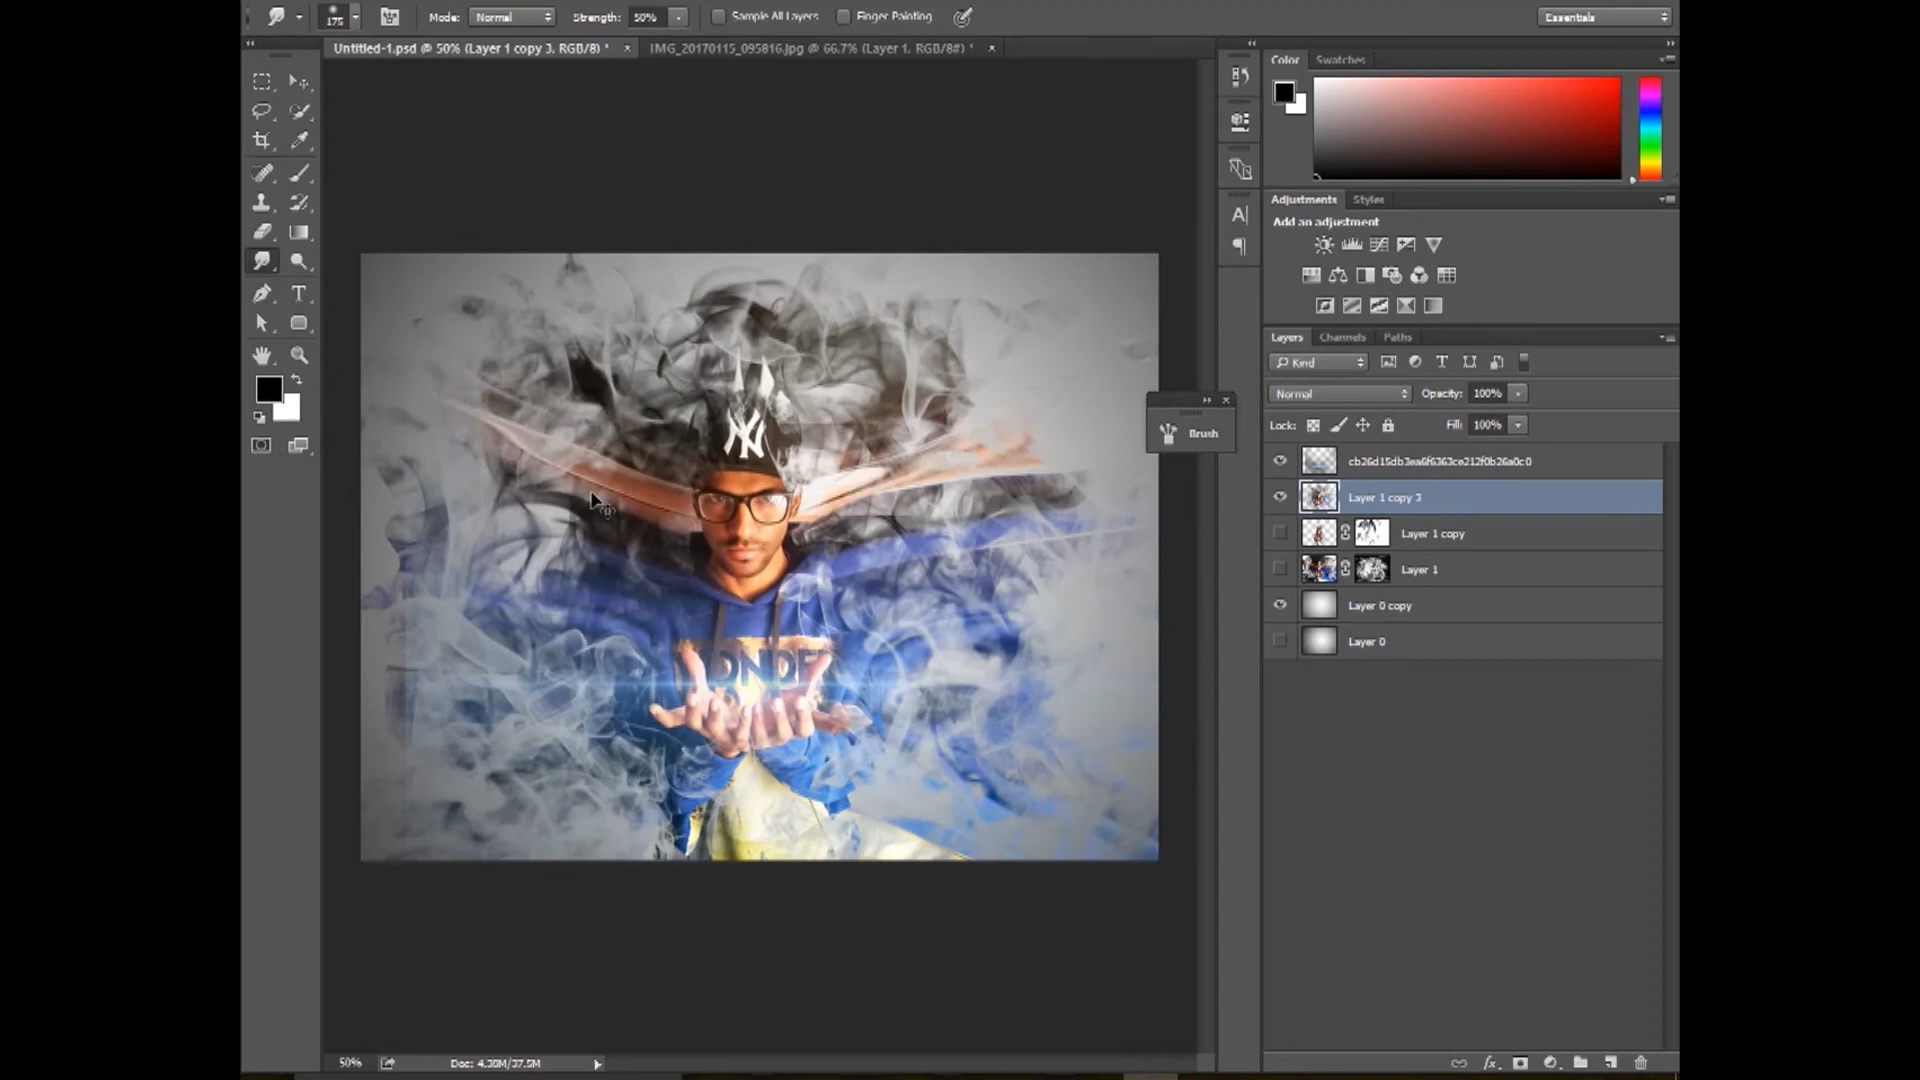 175 Mode: Normal Strength: 50% Sample All Layers Finger Painting Essentials
Untitled-1.psd @ 50% (Layer 1 copy 3, RGB/8) * × IMG_20170115_095816.jpg @ 66.7% (Layer 1, RGB/8#) * ×
Color Swatches
Adjustments Styles
Add an adjustment
Layers Channels Paths
Kind
Normal Opacity: 100%
Lock: Fill: 100%
Brush
NY
cb26d15db3ea6f6363ce212f0b26a0c0
Layer 1 copy 3
Layer 1 copy
Layer 1
Layer 0 copy
Layer 0
50% Doc: 4.39M/37.5M